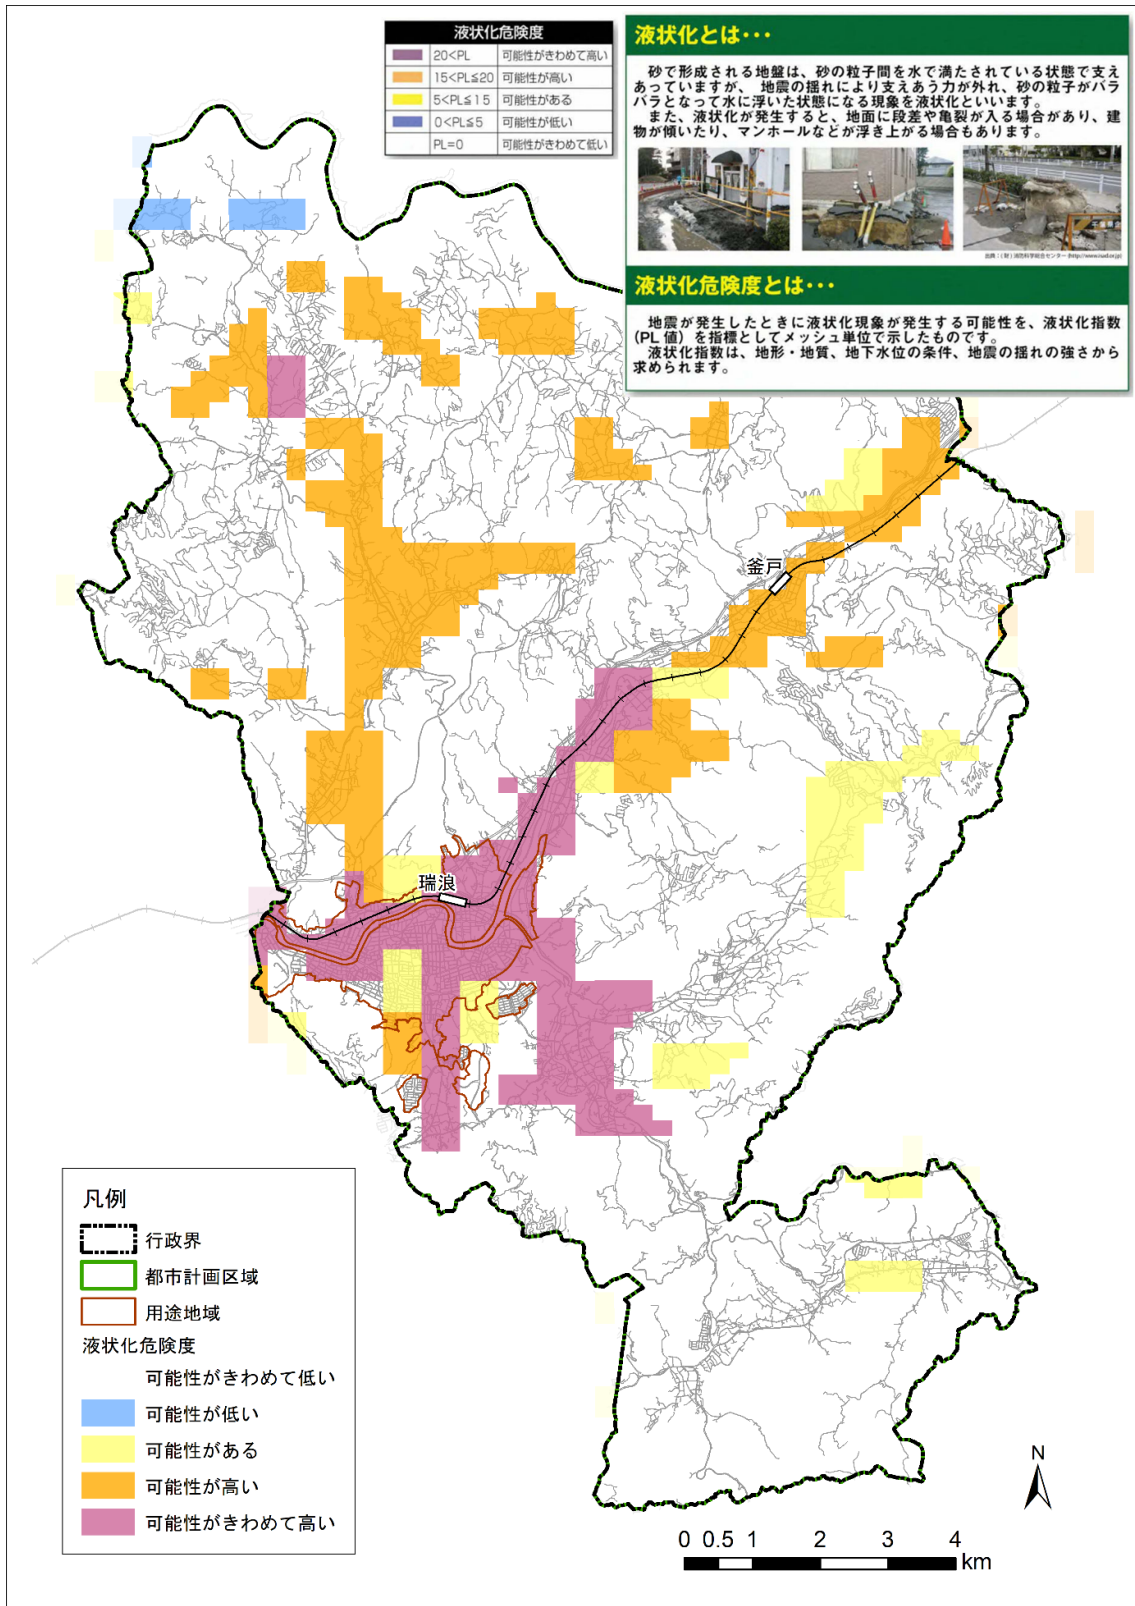 液状化危険度
20<PL 可能性がきわめて高い
15<PL≦20 可能性が高い
5<PL≦15 可能性がある
0<PL≦5 可能性が低い
PL=0 可能性がきわめて低い
液状化とは・・・
砂で形成される地盤は、砂の粒子間を水で満たされている状態で支え
あっていますが、 地震の揺れにより支えあう力が外れ、砂の粒子がバラ
バラとなって水に浮いた状態になる現象を液状化といいます。
また、液状化が発生すると、地面に段差や亀裂が入る場合があり、建
物が傾いたり、マンホールなどが浮き上がる場合もあります。
出典：(財)消防科学総合センター(http://www.isad.or.jp)
液状化危険度とは・・・
地震が発生したときに液状化現象が発生する可能性を、液状化指数
(PL 値) を指標としてメッシュ単位で示したものです。
液状化指数は、地形・地質、地下水位の条件、地震の揺れの強さから
求められます。
釜戸
瑞浪
凡例
行政界
都市計画区域
用途地域
液状化危険度
可能性がきわめて低い
可能性が低い
可能性がある
可能性が高い
可能性がきわめて高い
N
0 0.5 1 2 3 4
km